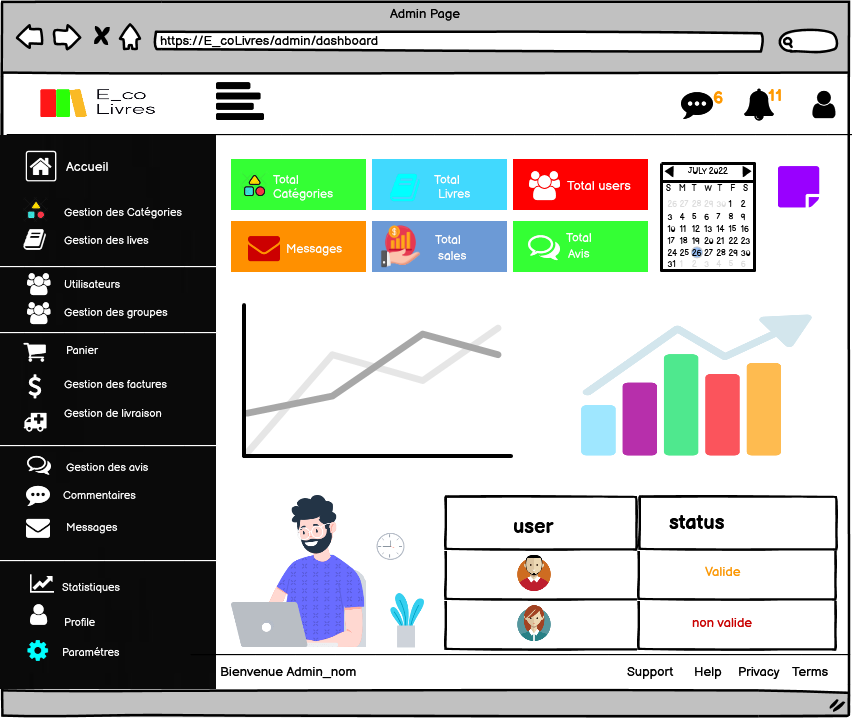 Admin Page
https://E_coLivres/admin/dashboard
E_co
Livres
6
11
Accueil
Gestion des Catégories
Gestion des lives
Utilisateurs
Gestion des groupes
Panier
Gestion des factures
Gestion de livraison
Gestion des avis
Commentaires
Messages
Statistiques
Profile
Paramétres
Total
Catégories
Total
Livres
Total users
Messages
Total
sales
Total
Avis
JULY 2022
S M T W T F S
26 27 28 29 30 1 2
3 4 5 6 7 8 9
10 11 12 13 14 15 16
17 18 19 20 21 22 23
24 25 26 27 28 29 30
31 1 2 3 4 5 6
user status
Valide
non valide
Bienvenue Admin_nom
Support Help Privacy Terms